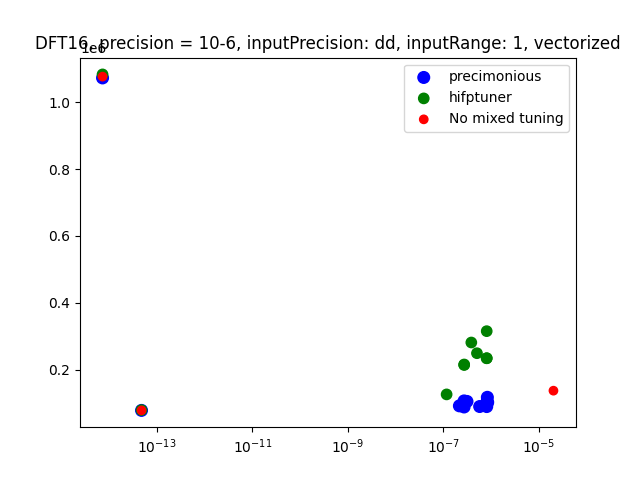 DFT16, precision = 10-6, inputPrecision: dd, inputRange: 1, vectorized
1e6
precimonious
hifptuner
No mixed tuning
1.0
0.8
0.6
0.4
0.2
10⁻¹³ 10⁻¹¹ 10⁻⁹ 10⁻⁷ 10⁻⁵